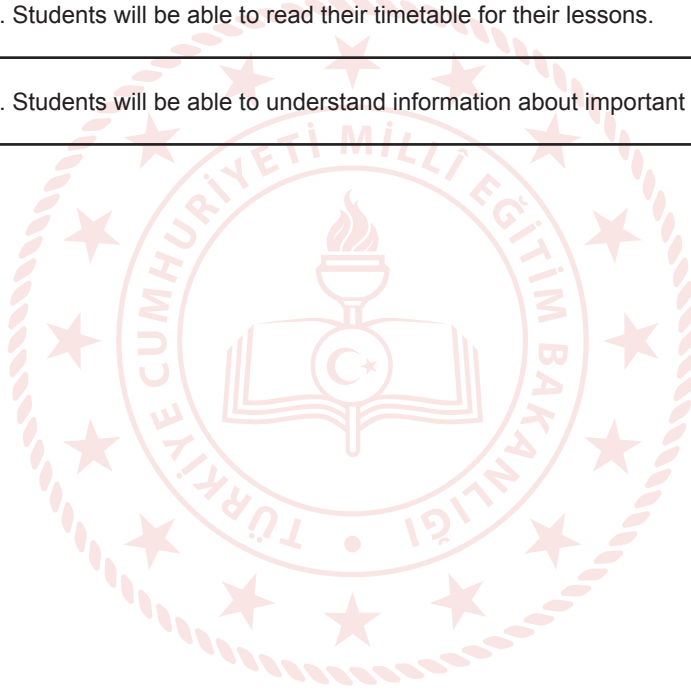 . Students will be able to read their timetable for their lessons.
. Students will be able to understand information about important
TÜRKİYE CUMHURİYETİ MİLLÎ EĞİTİM BAKANLIĞI